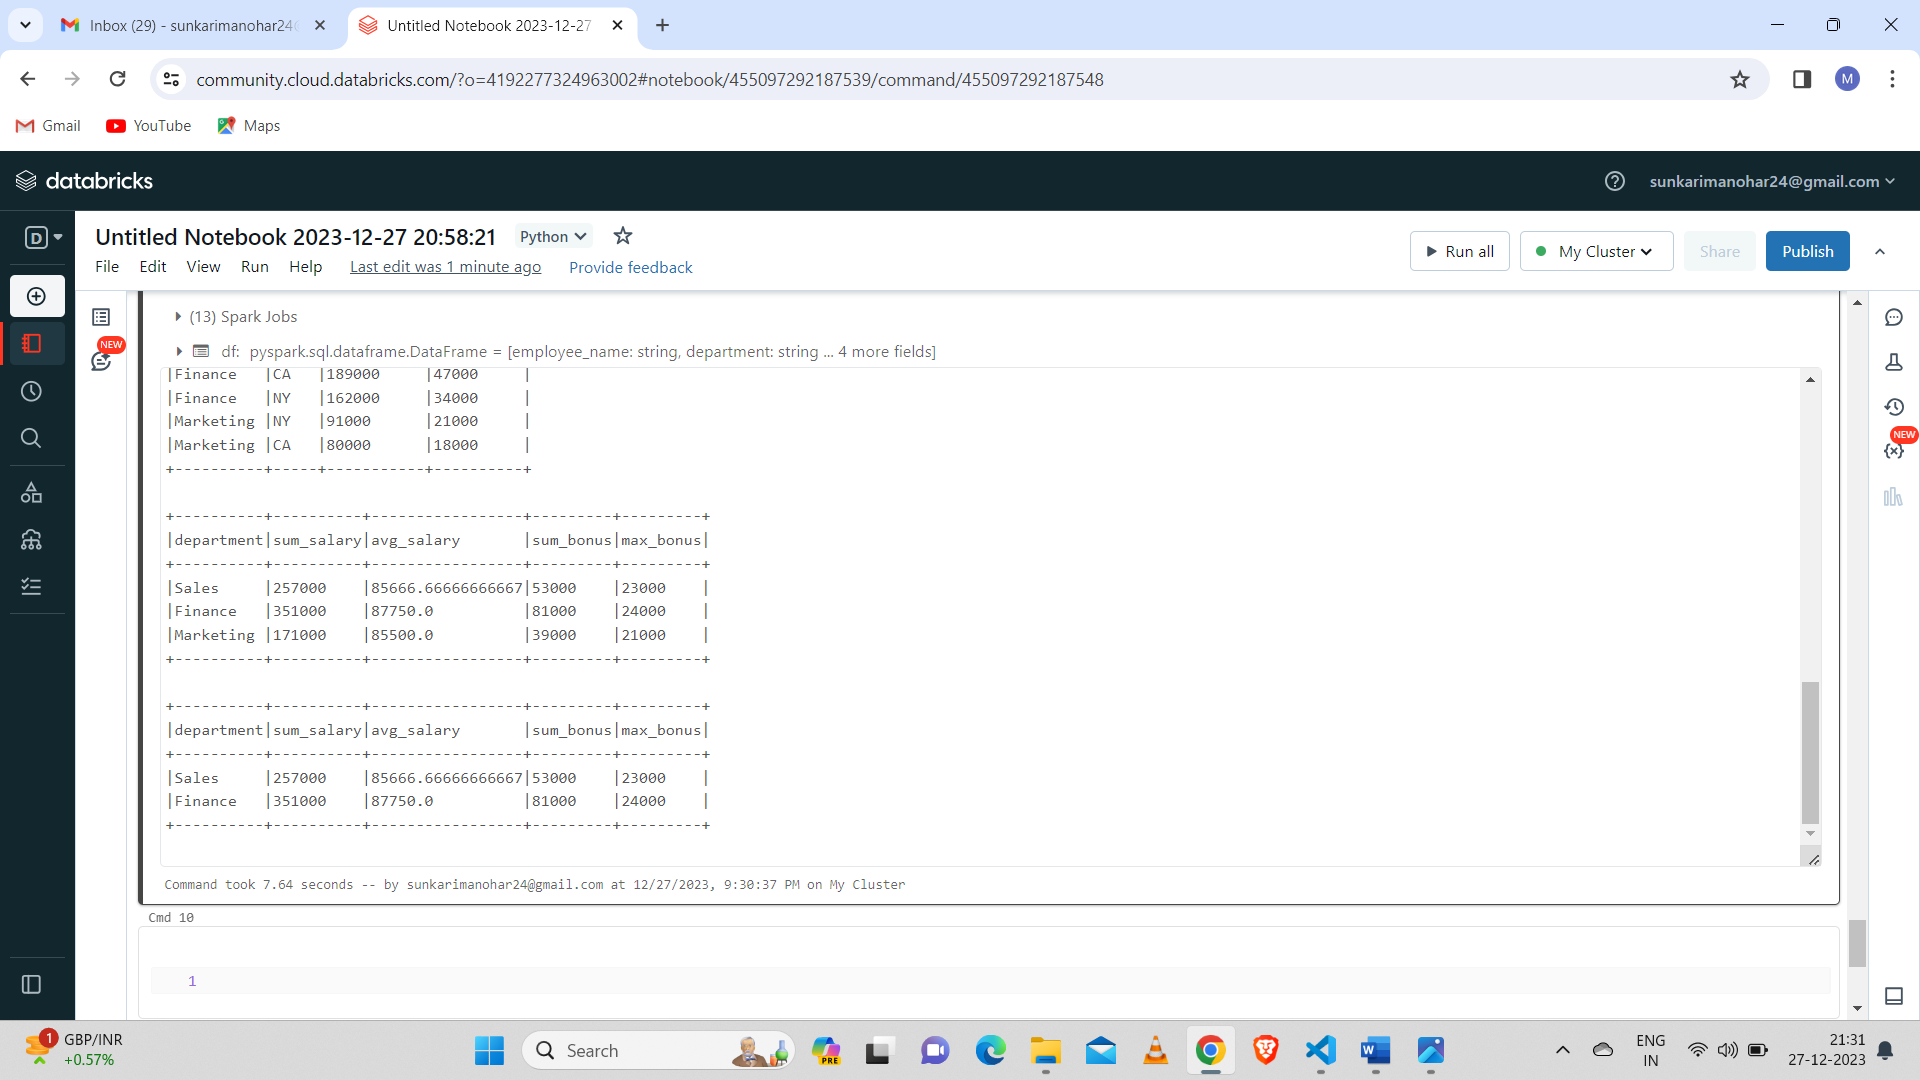 Inbox (29) - sunkarimanohar24
Untitled Notebook 2023-12-27
community.cloud.databricks.com/?o=4192277324963002#notebook/455097292187539/command/455097292187548
M
Gmail YouTube Maps
databricks
sunkarimanohar24@gmail.com
D
Untitled Notebook 2023-12-27 20:58:21 Python
File Edit View Run Help Last edit was 1 minute ago Provide feedback
Run all My Cluster Share Publish
NEW
NEW
(13) Spark Jobs
df: pyspark.sql.dataframe.DataFrame = [employee_name: string, department: string ... 4 more fields]
|Finance   |CA   |189000     |47000     |
|Finance   |NY   |162000     |34000     |
|Marketing |NY   |91000      |21000     |
|Marketing |CA   |80000      |18000     |
+----------+-----+-----------+----------+
+----------+----------+-----------------+---------+---------+
|department|sum_salary|avg_salary       |sum_bonus|max_bonus|
+----------+----------+-----------------+---------+---------+
|Sales     |257000    |85666.66666666667|53000    |23000    |
|Finance   |351000    |87750.0          |81000    |24000    |
|Marketing |171000    |85500.0          |39000    |21000    |
+----------+----------+-----------------+---------+---------+
+----------+----------+-----------------+---------+---------+
|department|sum_salary|avg_salary       |sum_bonus|max_bonus|
+----------+----------+-----------------+---------+---------+
|Sales     |257000    |85666.66666666667|53000    |23000    |
|Finance   |351000    |87750.0          |81000    |24000    |
+----------+----------+-----------------+---------+---------+
Command took 7.64 seconds -- by sunkarimanohar24@gmail.com at 12/27/2023, 9:30:37 PM on My Cluster
Cmd 10
1
1 GBP/INR
+0.57%
Search
PRE
W
ENG
IN
21:31
27-12-2023